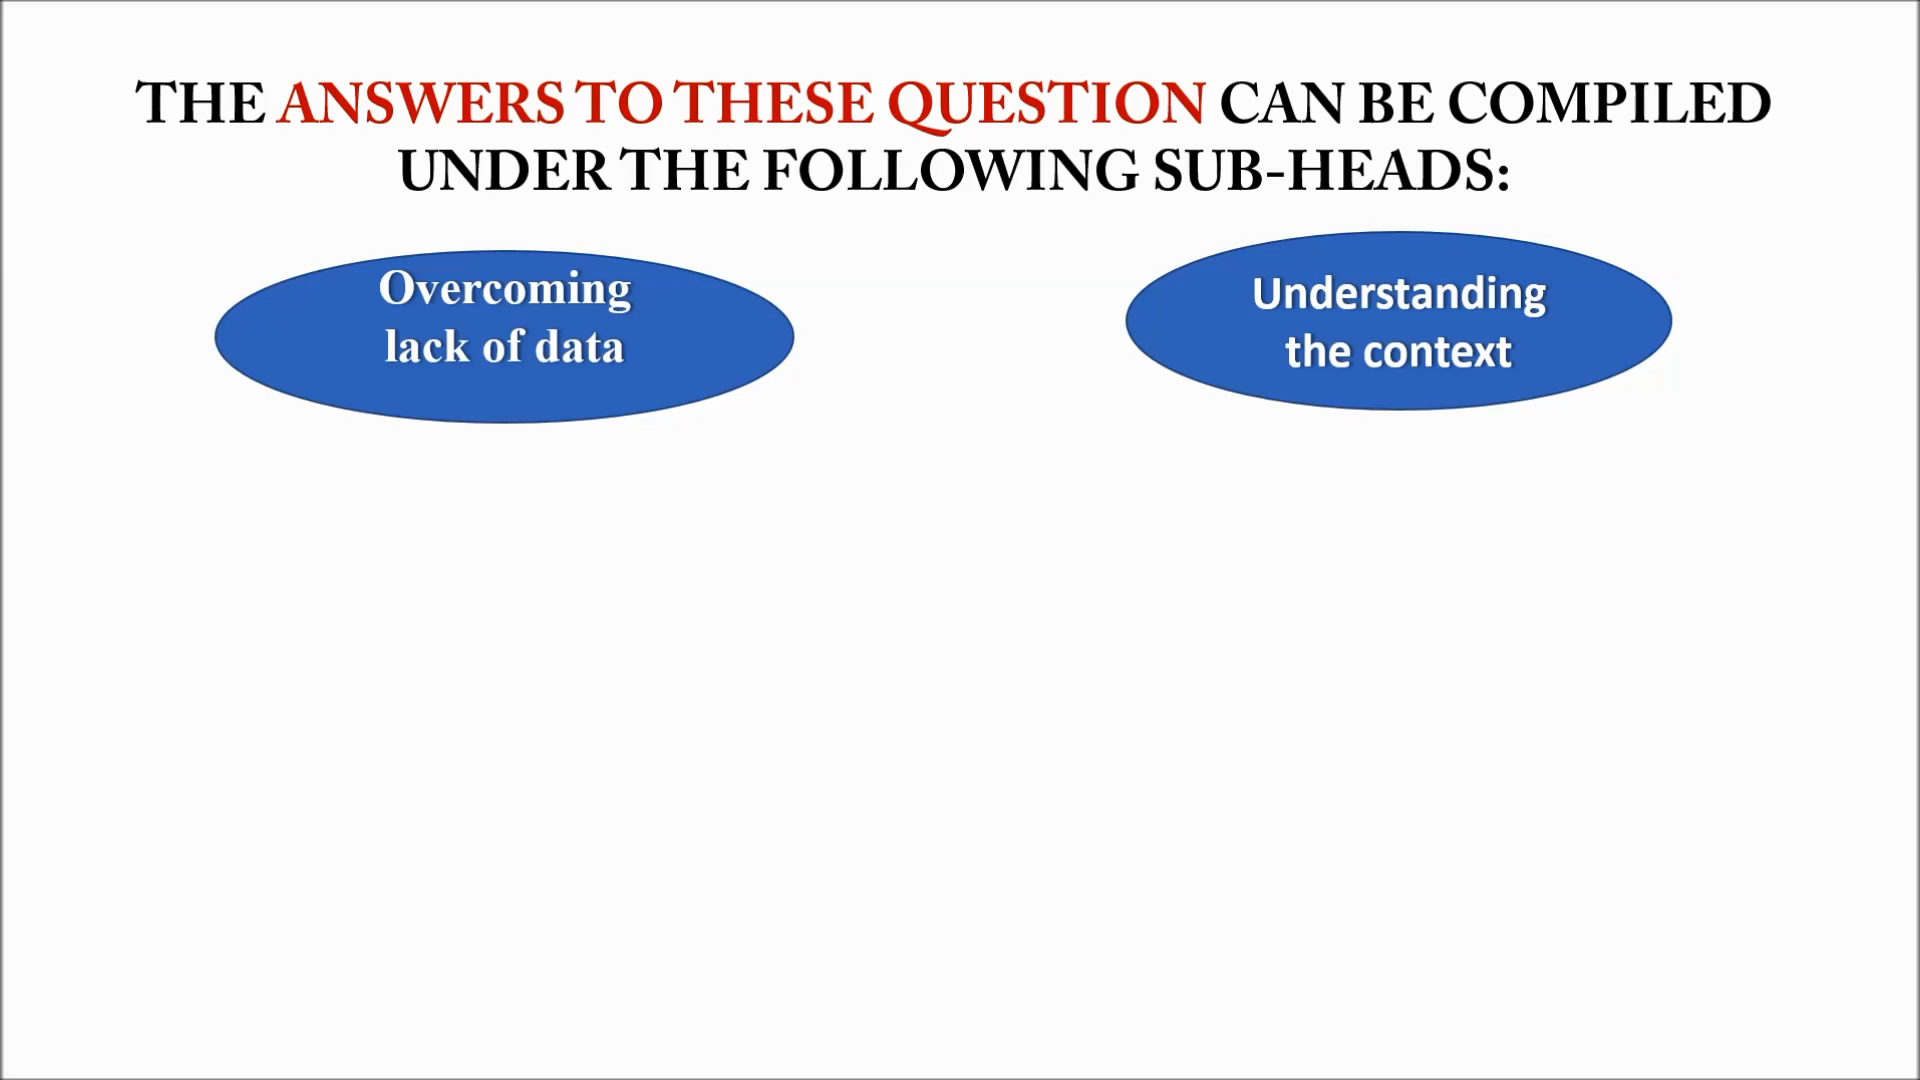 THE ANSWERS TO THESE QUESTION CAN BE COMPILED
UNDER THE FOLLOWING SUB-HEADS:
Overcoming
lack of data
Understanding
the context